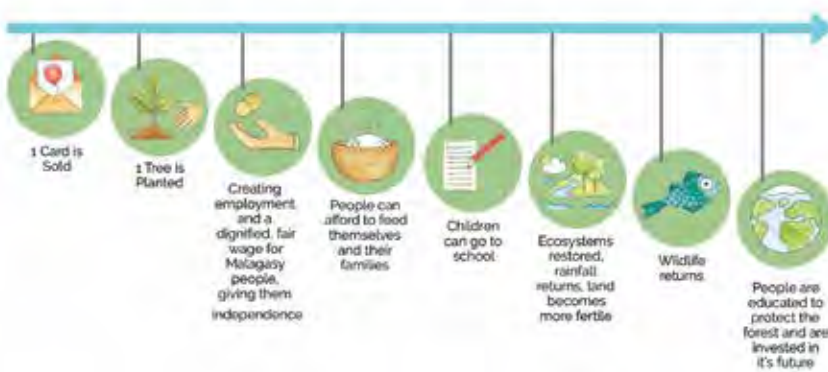 1 Card is
Sold
1 Tree is
Planted
Creating
employment
and a
dignified, fair
wage for
Malagasy
people,
giving them
independence
People can
afford to feed
themselves
and their
families
Children
can go to
school
Ecosystems
restored,
rainfall
returns, land
becomes
more fertile
Wildlife
returns
People are
educated to
protect the
forest and are
invested in
it's future